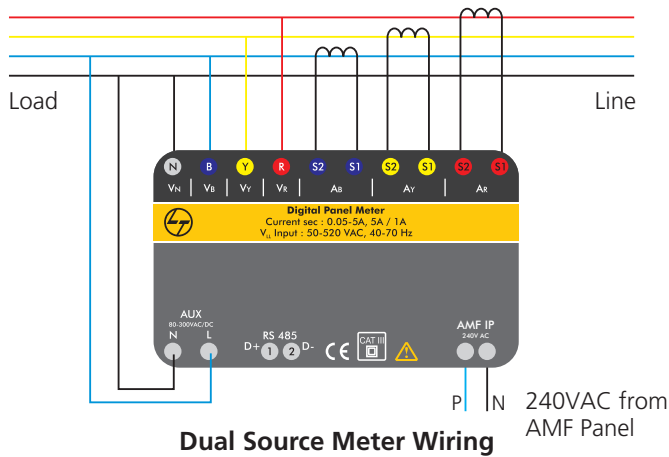 Load Line
N B Y R S2 S1 S2 S1 S2 S1
VN VB VY VR AB AY AR
Digital Panel Meter
Current sec : 0.05-5A, 5A / 1A
VLL Input : 50-520 VAC, 40-70 Hz
AUX
80-300VAC/DC
N L
RS 485
D+ 1 2 D-
CE
CAT III
AMF IP
240V AC
P N
240VAC from
AMF Panel
Dual Source Meter Wiring